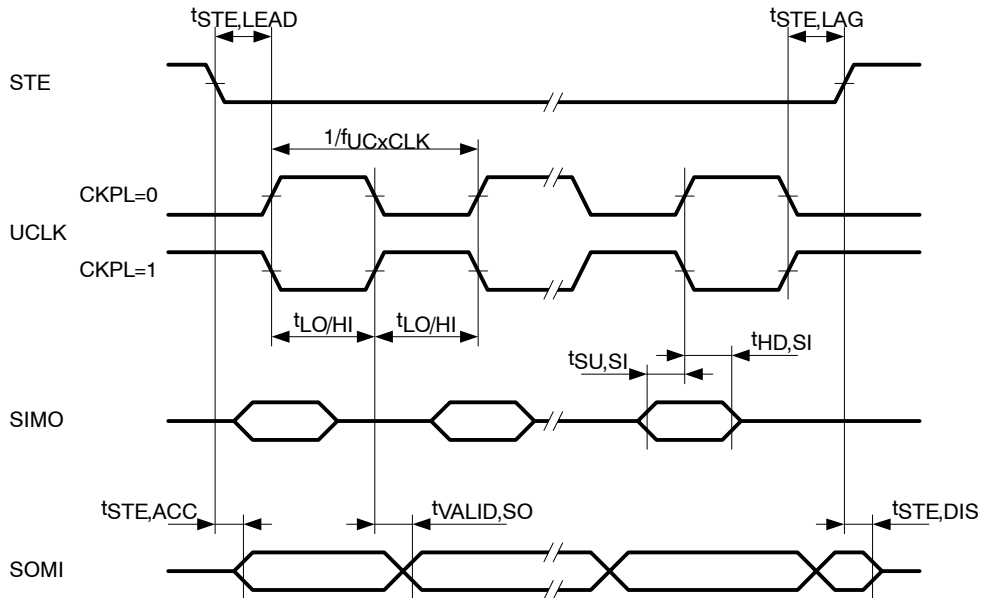 tSTE,LEAD
tSTE,LAG
STE
1/fUCxCLK
CKPL=0
UCLK
CKPL=1
tLO/HI
tLO/HI
tHD,SI
tSU,SI
SIMO
tSTE,ACC
tVALID,SO
tSTE,DIS
SOMI